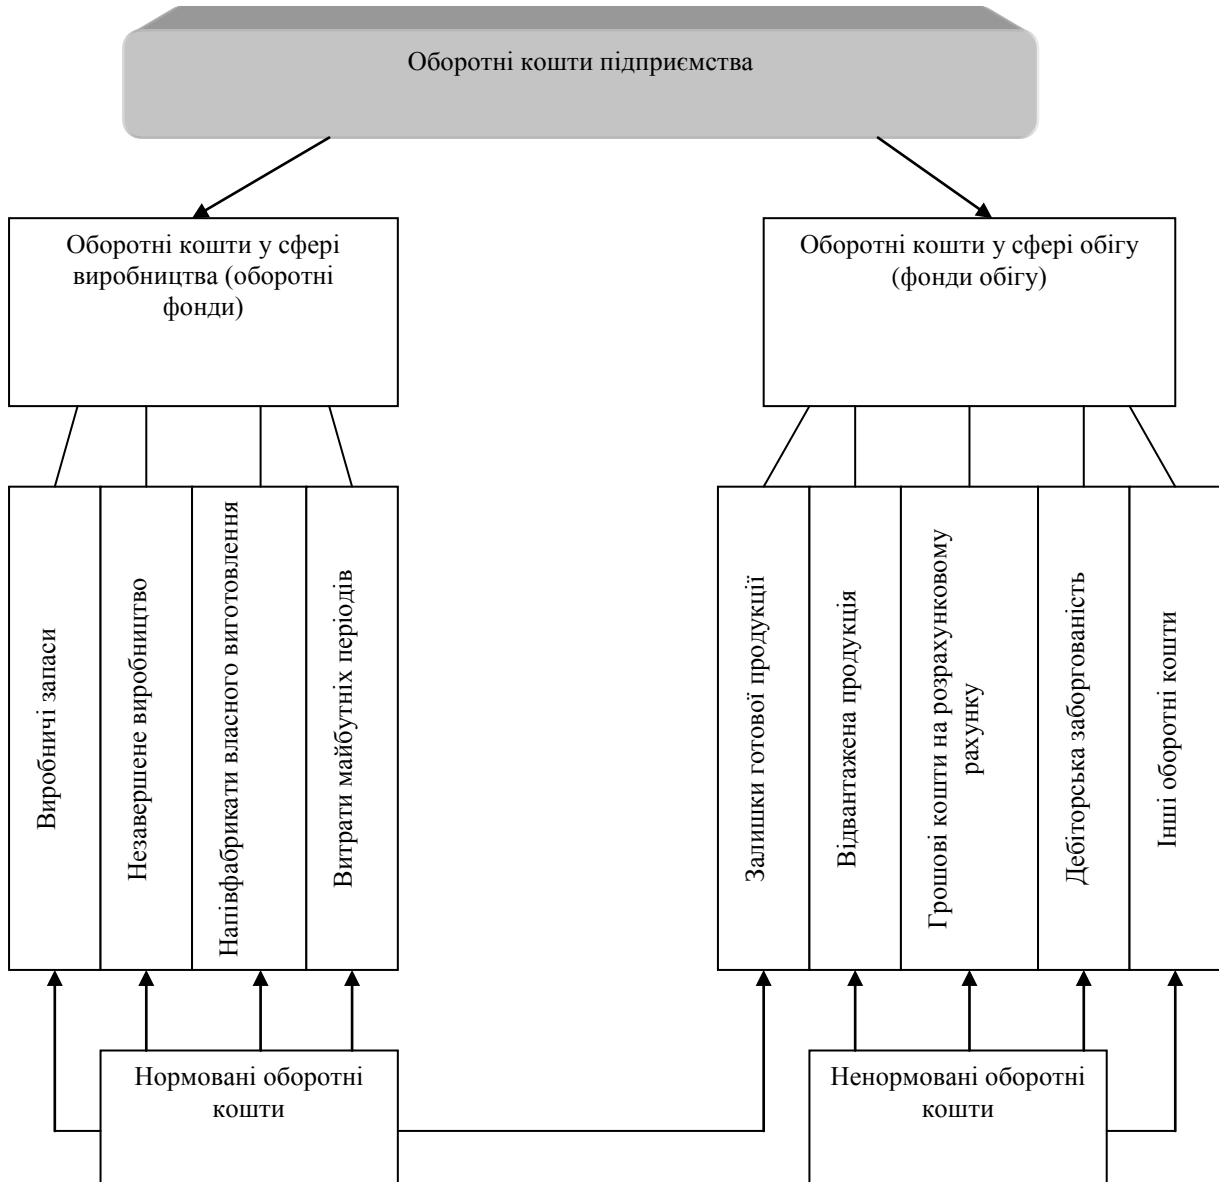 Оборотні кошти підприємства
Оборотні кошти у сфері
виробництва (оборотні
фонди)
Оборотні кошти у сфері обігу
(фонди обігу)
Виробничі запаси
Незавершене виробництво
Напівфабрикати власного виготовлення
Витрати майбутніх періодів
Залишки готової продукції
Відвантажена продукція
Грошові кошти на розрахунковому
рахунку
Дебіторська заборгованість
Інші оборотні кошти
Нормовані оборотні
кошти
Ненормовані оборотні
кошти